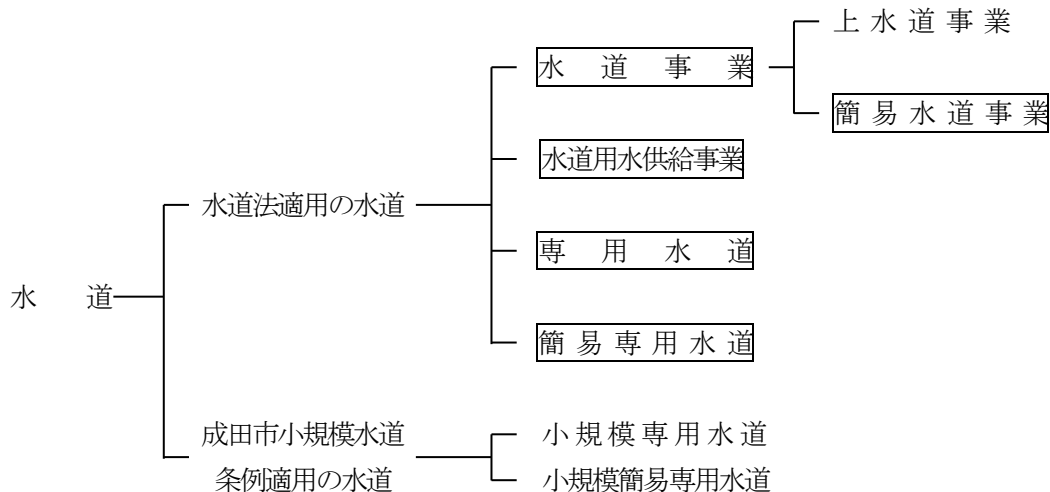 上水道事業
水道事業
簡易水道事業
水道用水供給事業
水道法適用の水道
専用水道
水道
簡易専用水道
成田市小規模水道
条例適用の水道
小規模専用水道
小規模簡易専用水道